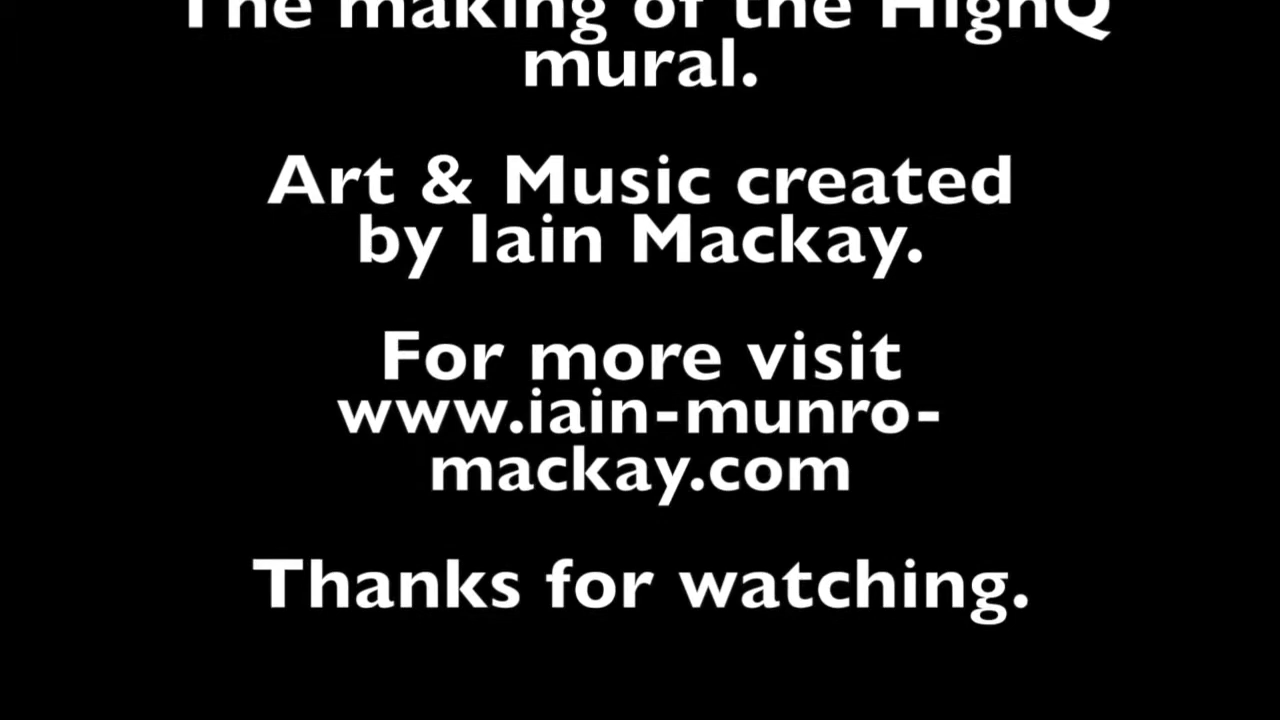 The making of the HighQ
mural.
Art & Music created
by Iain Mackay.
For more visit
www.iain-munro-
mackay.com
Thanks for watching.